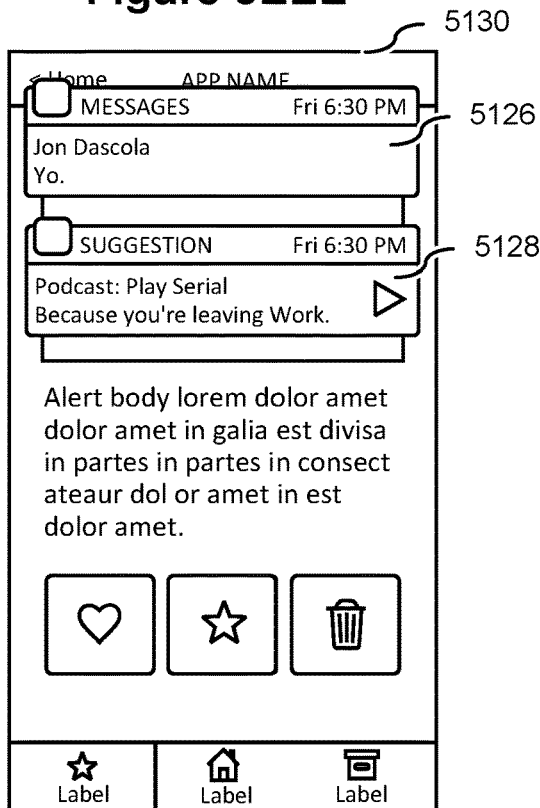 5130
< Home APP NAME
MESSAGES Fri 6:30 PM
5126
Jon Dascola
Yo.
SUGGESTION Fri 6:30 PM
5128
Podcast: Play Serial
Because you're leaving Work.
Alert body lorem dolor amet
dolor amet in galia est divisa
in partes in partes in consect
ateaur dol or amet in est
dolor amet.
Label Label Label